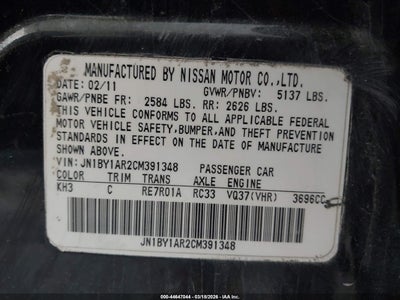 MANUFACTURED BY NISSAN MOTOR CO.,LTD.
DATE: 02/11 GVWR/PNBV: 5137 LBS.
GAWR/PNBE FR: 2584 LBS. RR: 2626 LBS.
THIS VEHICLE CONFORMS TO ALL APPLICABLE FEDERAL
MOTOR VEHICLE SAFETY, BUMPER, AND THEFT PREVENTION
STANDARDS IN EFFECT ON THE DATE OF MANUFACTURE
SHOWN ABOVE.
VIN: JN1BY1AR2CM391348 PASSENGER CAR
COLOR TRIM TRANS AXLE ENGINE
KH3 C RE7R01A RC33 VQ37(VHR) 3696CC
JN1BY1AR2CM391348
000-44647044 - 03/18/2026 - 000000